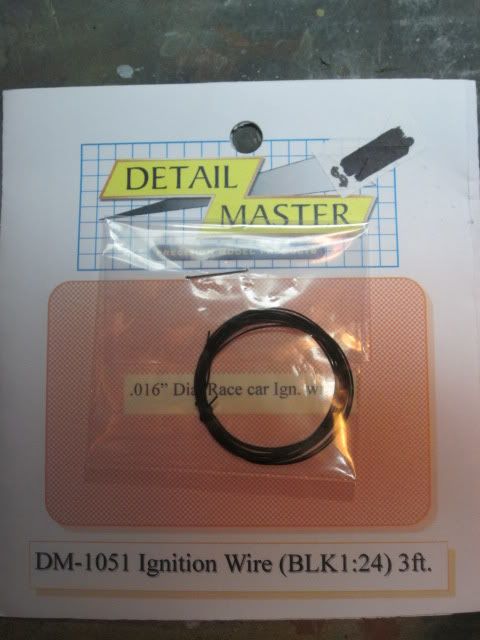 DETAIL
MASTER
.016" Dia Race car Ign. w
DM-1051 Ignition Wire (BLK1:24) 3ft.